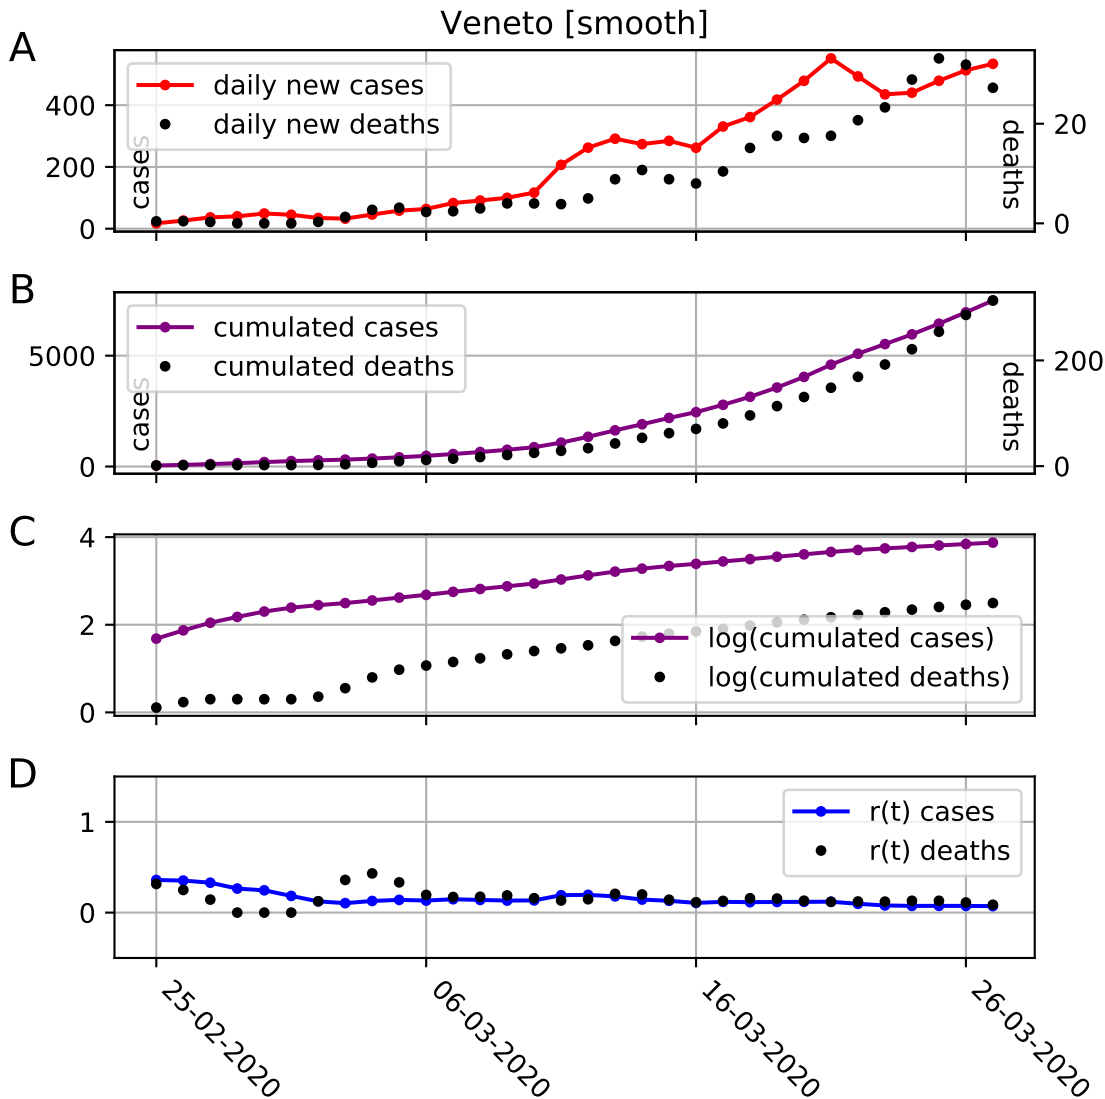 Veneto [smooth]
A
daily new cases
daily new deaths
400
200
0
cases
20
0
deaths
B
cumulated cases
cumulated deaths
5000
0
cases
200
0
deaths
C
4
2
0
log(cumulated cases)
log(cumulated deaths)
D
1
0
r(t) cases
r(t) deaths
25-02-2020
06-03-2020
16-03-2020
26-03-2020